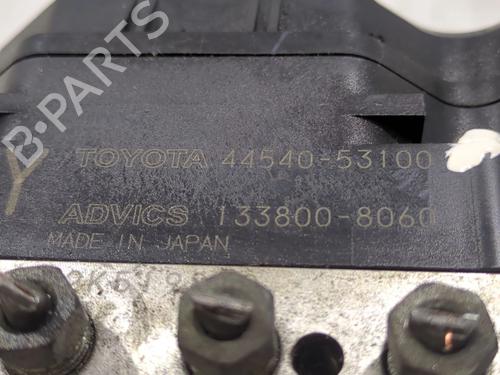 B-PARTS
Y TOYOTA 44540-53100
ADVICS 133800-8060
MADE IN JAPAN